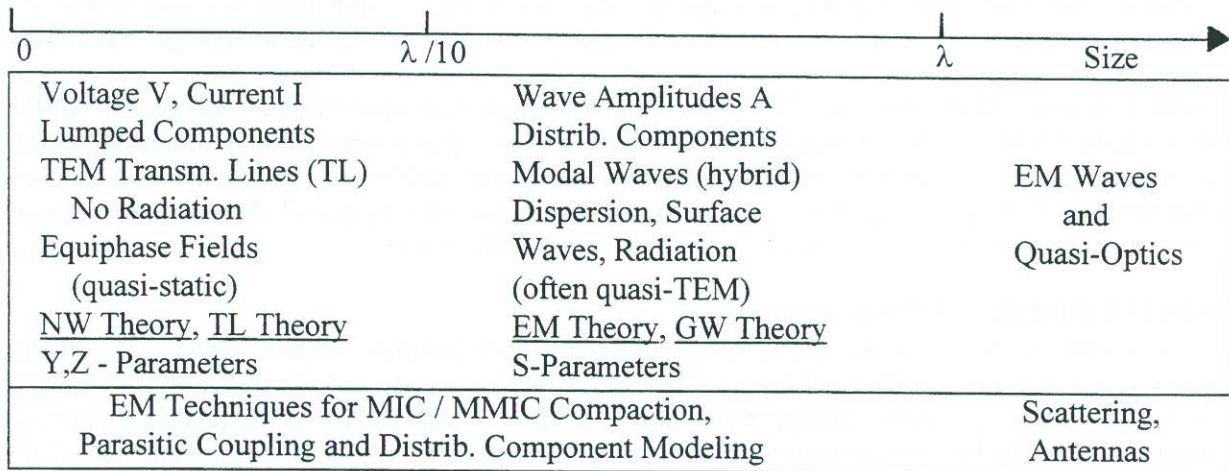 0 λ/10 λ Size
Voltage V, Current I Wave Amplitudes A
Lumped Components Distrib. Components
TEM Transm. Lines (TL) Modal Waves (hybrid) EM Waves
No Radiation Dispersion, Surface and
Equiphase Fields Waves, Radiation Quasi-Optics
(quasi-static) (often quasi-TEM)
NW Theory, TL Theory EM Theory, GW Theory
Y,Z - Parameters S-Parameters
EM Techniques for MIC / MMIC Compaction, Scattering,
Parasitic Coupling and Distrib. Component Modeling Antennas